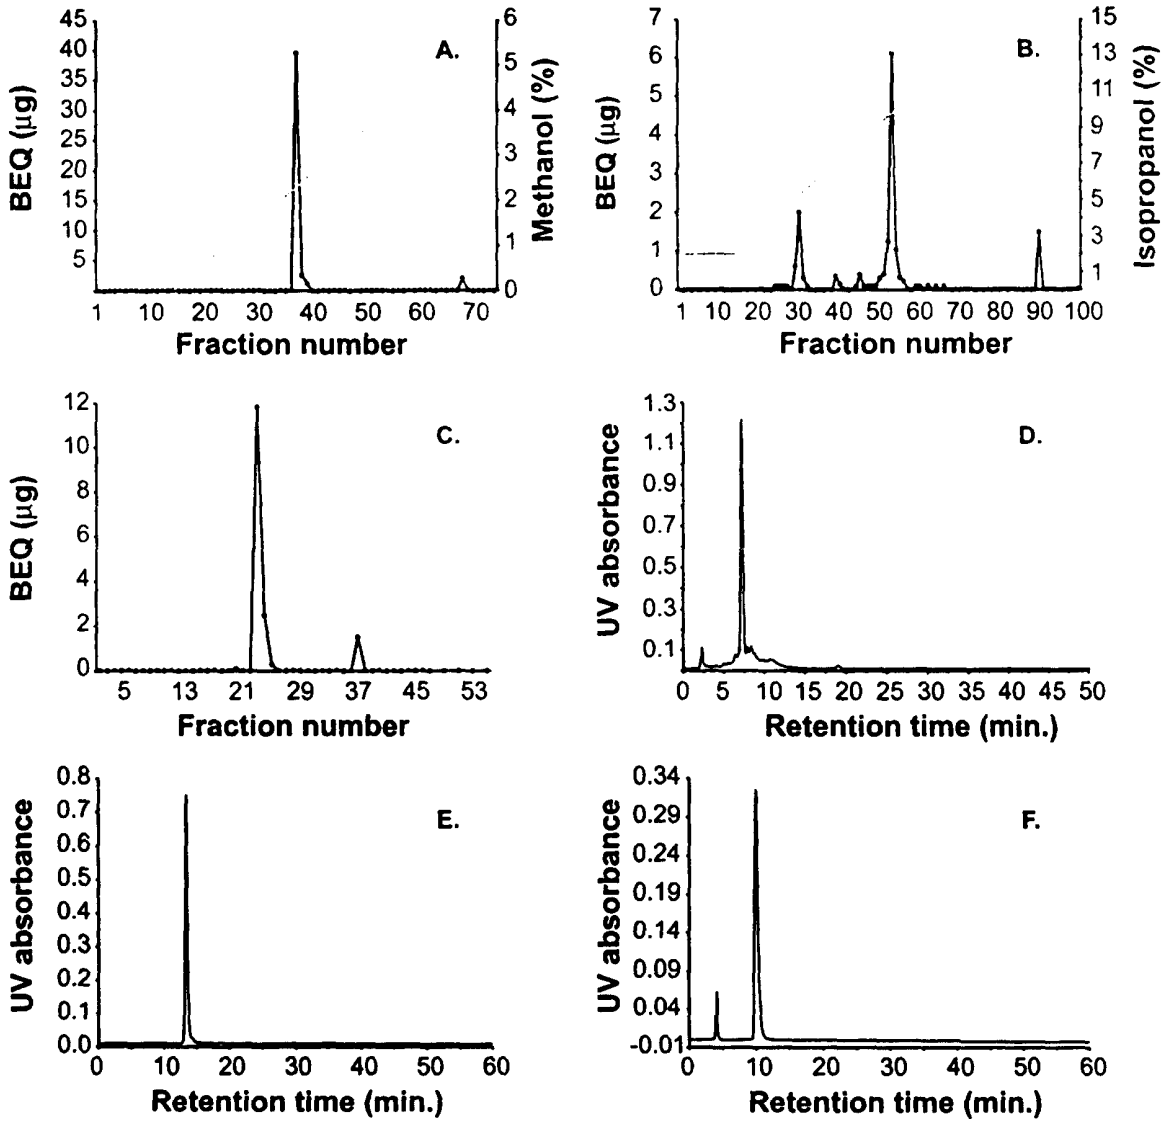 A.
BEQ (µg)
45
40
35
30
25
20
15
10
5
6
5
4
3
2
1
0
Methanol (%)
1 10 20 30 40 50 60 70
Fraction number
B.
BEQ (µg)
7
6
5
4
3
2
1
0
15
13
11
9
7
5
3
1
Isopropanol (%)
1 10 20 30 40 50 60 70 80 90 100
Fraction number
C.
BEQ (µg)
12
10
8
6
4
2
0
5 13 21 29 37 45 53
Fraction number
D.
UV absorbance
1.3
1.1
0.9
0.7
0.5
0.3
0.1
0 5 10 15 20 25 30 35 40 45 50
Retention time (min.)
E.
UV absorbance
0.8
0.7
0.6
0.5
0.4
0.3
0.2
0.1
0.0
0 10 20 30 40 50 60
Retention time (min.)
F.
UV absorbance
0.34
0.29
0.24
0.19
0.14
0.09
0.04
-0.01
0 10 20 30 40 50 60
Retention time (min.)